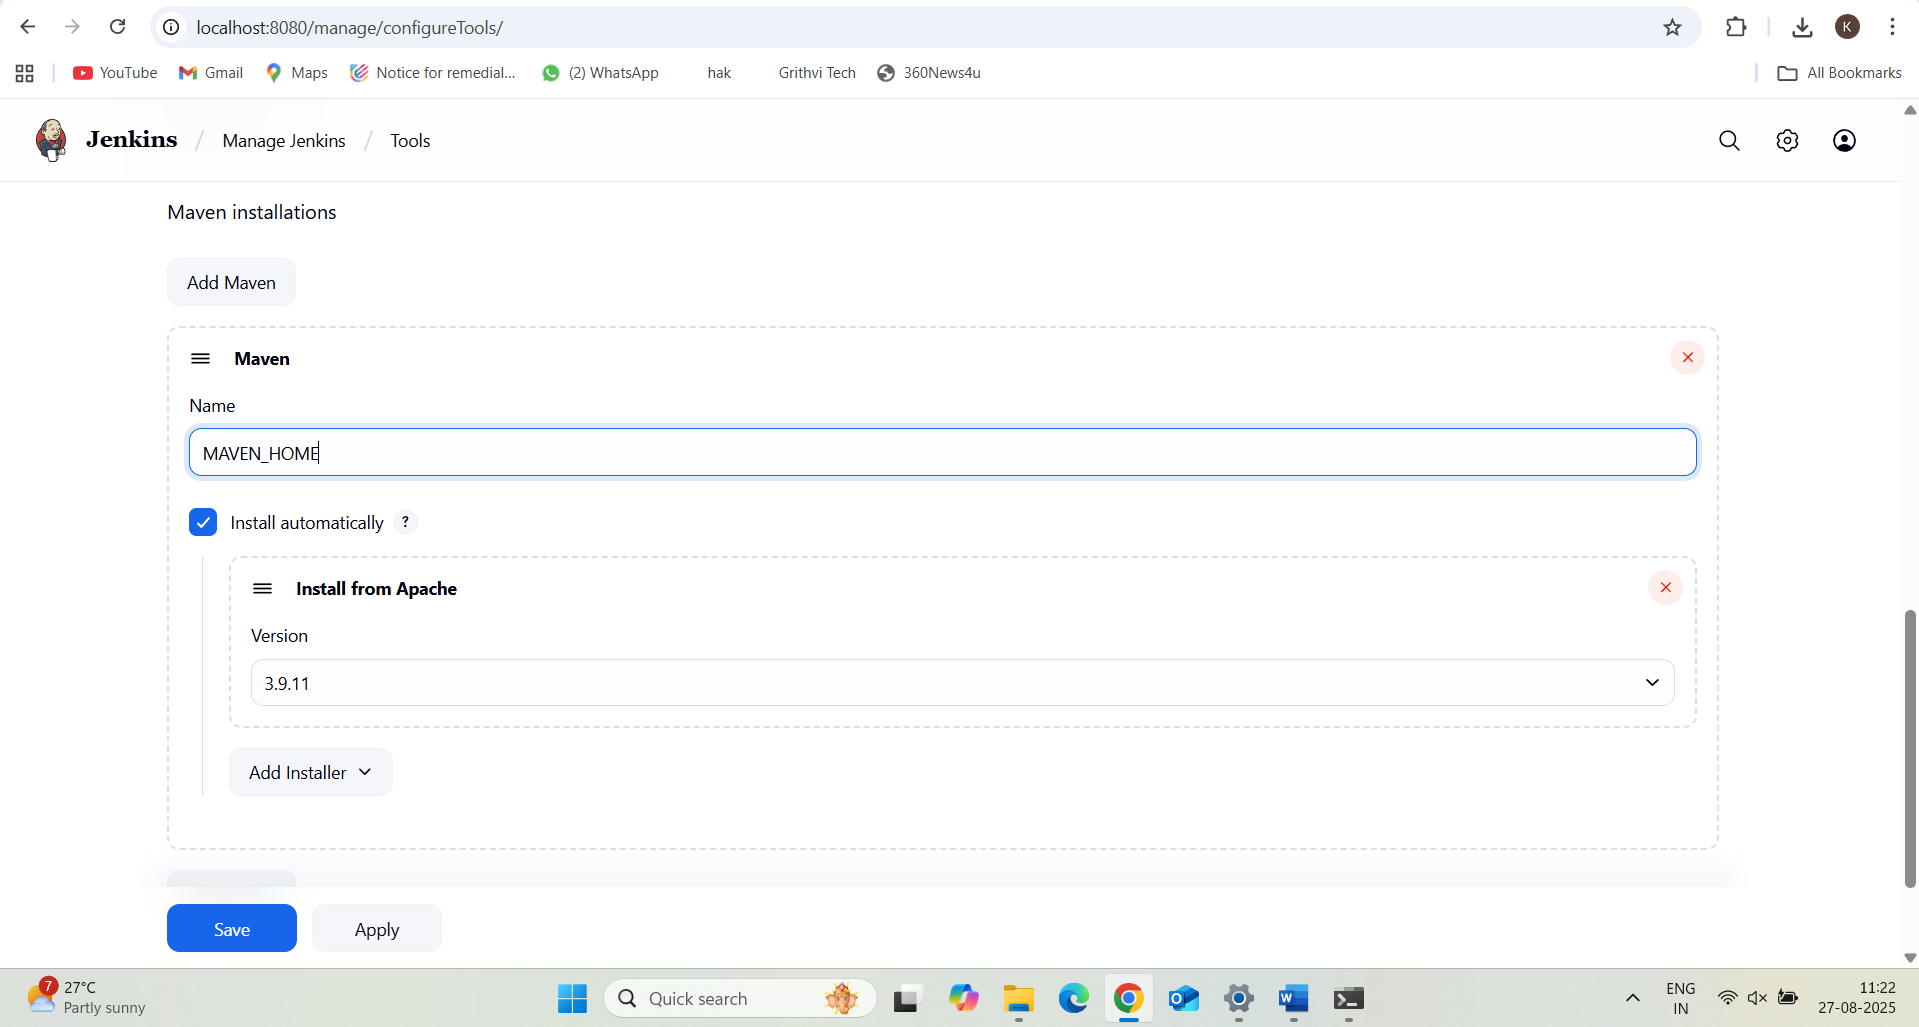 localhost:8080/manage/configureTools/
K
YouTube
Gmail
Maps
Notice for remedial...
(2) WhatsApp
hak
Grithvi Tech
360News4u
All Bookmarks
Jenkins / Manage Jenkins / Tools
Maven installations
Add Maven
Maven
Name
MAVEN_HOME
Install automatically ?
Install from Apache
Version
3.9.11
Add Installer
Save
Apply
7
27°C
Partly sunny
Quick search
ENG
IN
11:22
27-08-2025